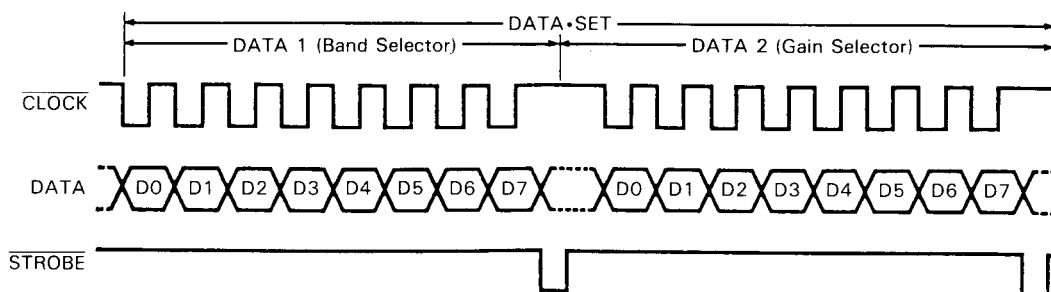 DATA•SET
DATA 1 (Band Selector) DATA 2 (Gain Selector)
CLOCK
DATA D0 D1 D2 D3 D4 D5 D6 D7 D0 D1 D2 D3 D4 D5 D6 D7
STROBE